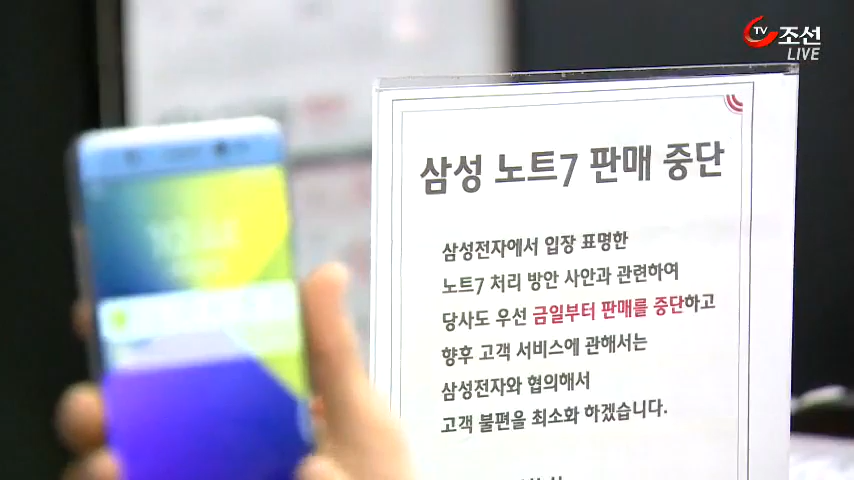 TV조선
LIVE
삼성 노트7 판매 중단
삼성전자에서 입장 표명한
노트7 처리 방안 사안과 관련하여
당사도 우선 금일부터 판매를 중단하고
향후 고객 서비스에 관해서는
삼성전자와 협의해서
고객 불편을 최소화 하겠습니다.